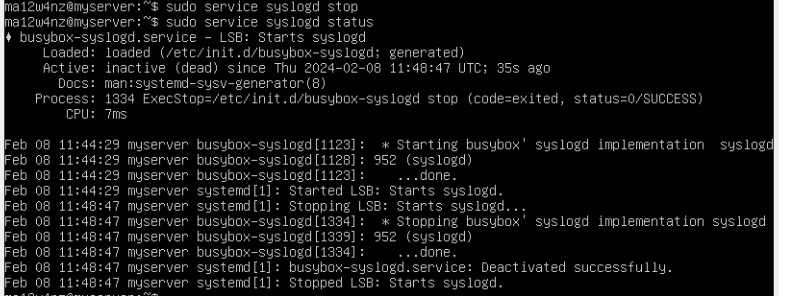 ma12w4nz@myserver:~$ sudo service syslogd stop
ma12w4nz@myserver:~$ sudo service syslogd status
♦ busybox-syslogd.service - LSB: Starts syslogd
Loaded: loaded (/etc/init.d/busybox-syslogd; generated)
Active: inactive (dead) since Thu 2024-02-08 11:48:47 UTC; 35s ago
Docs: man:systemd-sysv-generator(8)
Process: 1334 ExecStop=/etc/init.d/busybox-syslogd stop (code=exited, status=0/SUCCESS)
CPU: 7ms
Feb 08 11:44:29 myserver busybox-syslogd[1123]:  * Starting busybox' syslogd implementation  syslogd
Feb 08 11:44:29 myserver busybox-syslogd[1128]: 952 (syslogd)
Feb 08 11:44:29 myserver busybox-syslogd[1123]:    ...done.
Feb 08 11:44:29 myserver systemd[1]: Started LSB: Starts syslogd.
Feb 08 11:48:47 myserver systemd[1]: Stopping LSB: Starts syslogd...
Feb 08 11:48:47 myserver busybox-syslogd[1334]:  * Stopping busybox' syslogd implementation syslogd
Feb 08 11:48:47 myserver busybox-syslogd[1339]: 952 (syslogd)
Feb 08 11:48:47 myserver busybox-syslogd[1334]:    ...done.
Feb 08 11:48:47 myserver systemd[1]: busybox-syslogd.service: Deactivated successfully.
Feb 08 11:48:47 myserver systemd[1]: Stopped LSB: Starts syslogd.
ma12w4nz@myserver:~$